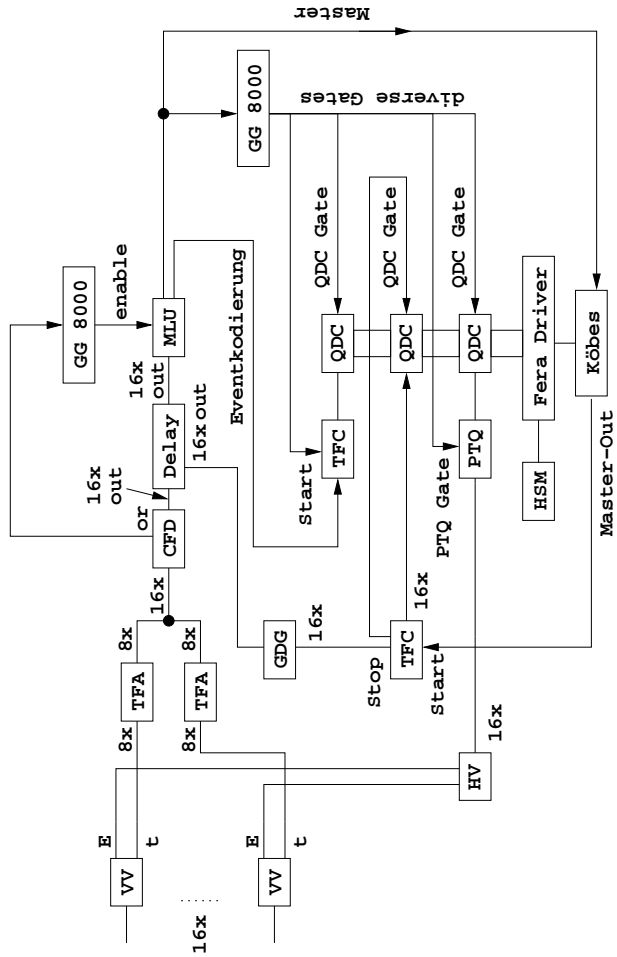 GG 8000
E
16x
out
enable
VV
8x
8x
TFA
or
16x
out
t
16x
CFD
Delay
MLU
8x
8x
16x
TFA
16x out
Eventkodierung
GG 8000
VV
E
GDG
t
Start
16x
QDC Gate
Master
TFC
QDC
Stop
QDC Gate
diverse Gates
TFC
QDC
16x
Start
PTQ Gate
QDC Gate
HV
PTQ
QDC
16x
HSM
Fera Driver
Köbes
Master-Out